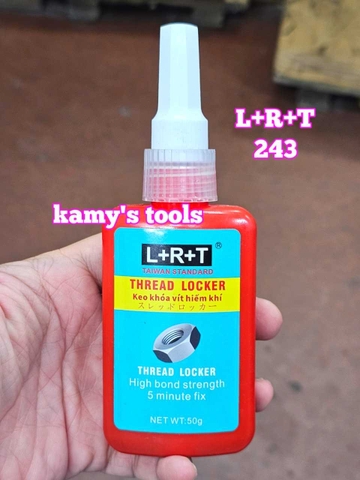 L+R+T
243
kamy's tools
L+R+T®
TAIWAN STANDARD
THREAD LOCKER
Keo khóa vít hiếm khí
スレッドロッカー
THREAD LOCKER
High bond strength
5 minute fix
NET WT:50g